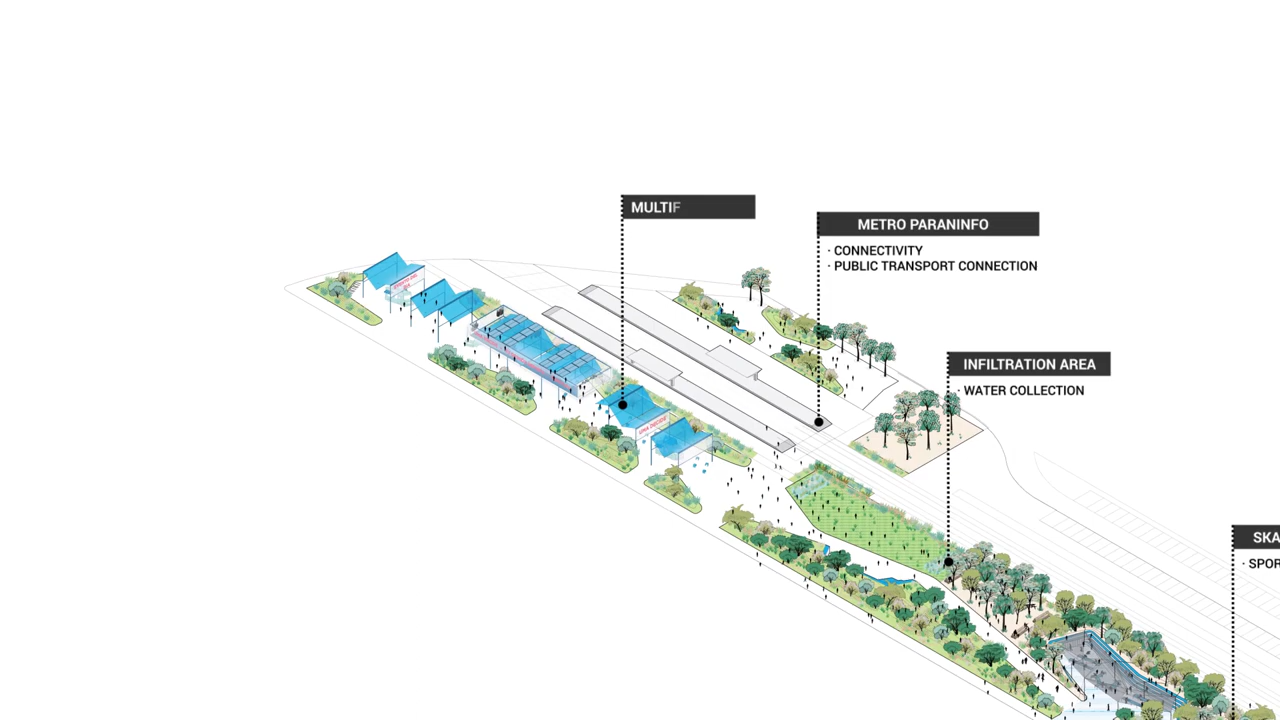 MULTIF
METRO PARANINFO
· CONNECTIVITY
· PUBLIC TRANSPORT CONNECTION
INFILTRATION AREA
· WATER COLLECTION
SKA
· SPOR